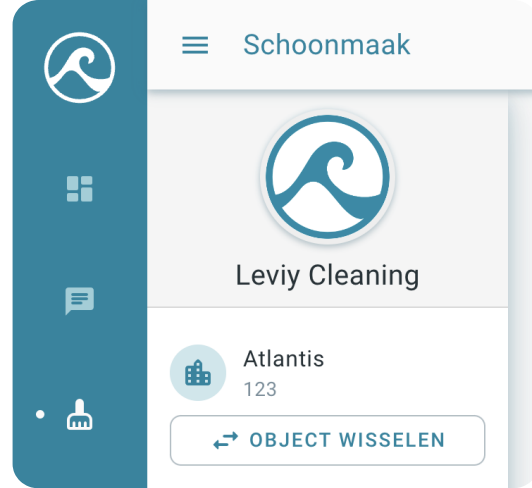 Schoonmaak
Leviy Cleaning
Atlantis
123
OBJECT WISSELEN